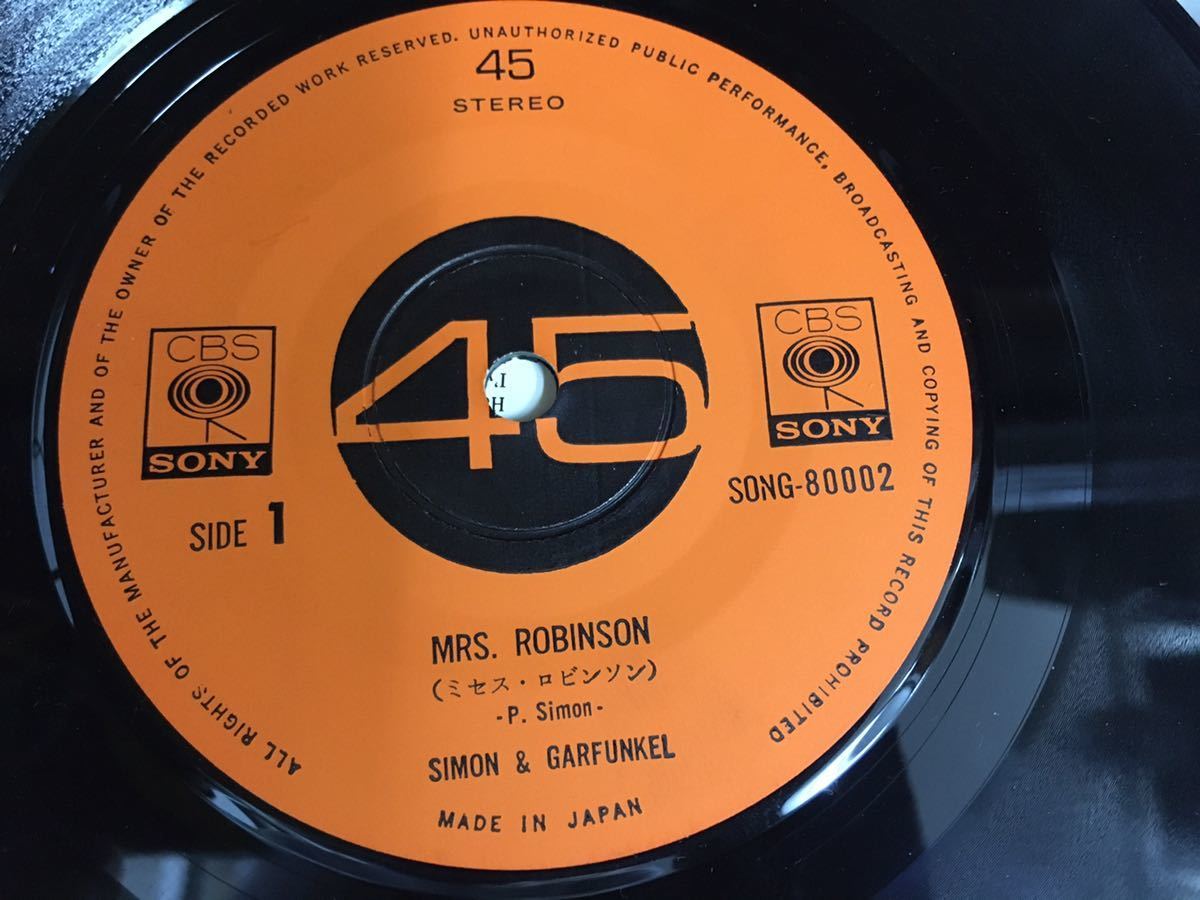 ALL RIGHTS OF THE MANUFACTURER AND OF THE OWNER OF THE RECORDED WORK RESERVED. UNAUTHORIZED PUBLIC PERFORMANCE, BROADCASTING AND COPYING OF THIS RECORD PROHIBITED
45
STEREO
45
CBS
SONY
CBS
SONY
SIDE 1
SONG-80002
MRS. ROBINSON
(ミセス・ロビンソン)
-P. Simon-
SIMON & GARFUNKEL
MADE IN JAPAN